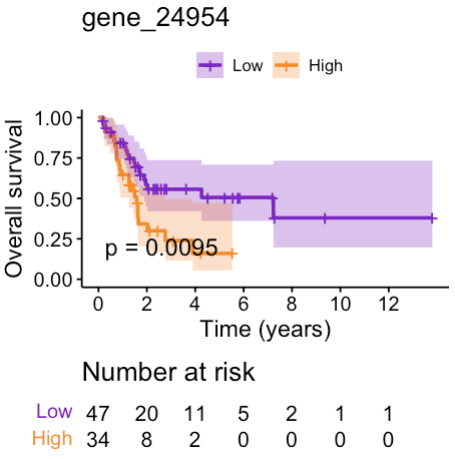 gene_24954
Low High
1.00
0.75
0.50
0.25
0.00
Overall survival
p = 0.0095
0 2 4 6 8 10 12
Time (years)
Number at risk
Low 47 20 11 5 2 1 1
High 34 8 2 0 0 0 0